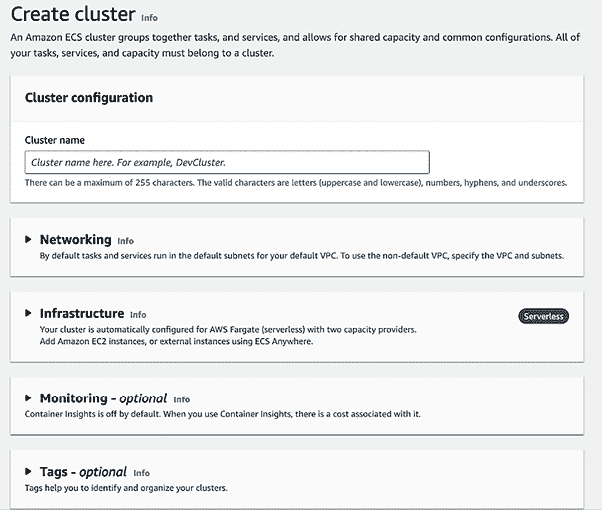 Create cluster Info
An Amazon ECS cluster groups together tasks, and services, and allows for shared capacity and common configurations. All of
your tasks, services, and capacity must belong to a cluster.
Cluster configuration
Cluster name
Cluster name here. For example, DevCluster.
There can be a maximum of 255 characters. The valid characters are letters (uppercase and lowercase), numbers, hyphens, and underscores.
Networking Info
By default tasks and services run in the default subnets for your default VPC. To use the non-default VPC, specify the VPC and subnets.
Infrastructure Info
Serverless
Your cluster is automatically configured for AWS Fargate (serverless) with two capacity providers.
Add Amazon EC2 instances, or external instances using ECS Anywhere.
Monitoring - optional Info
Container Insights is off by default. When you use Container Insights, there is a cost associated with it.
Tags - optional Info
Tags help you to identify and organize your clusters.